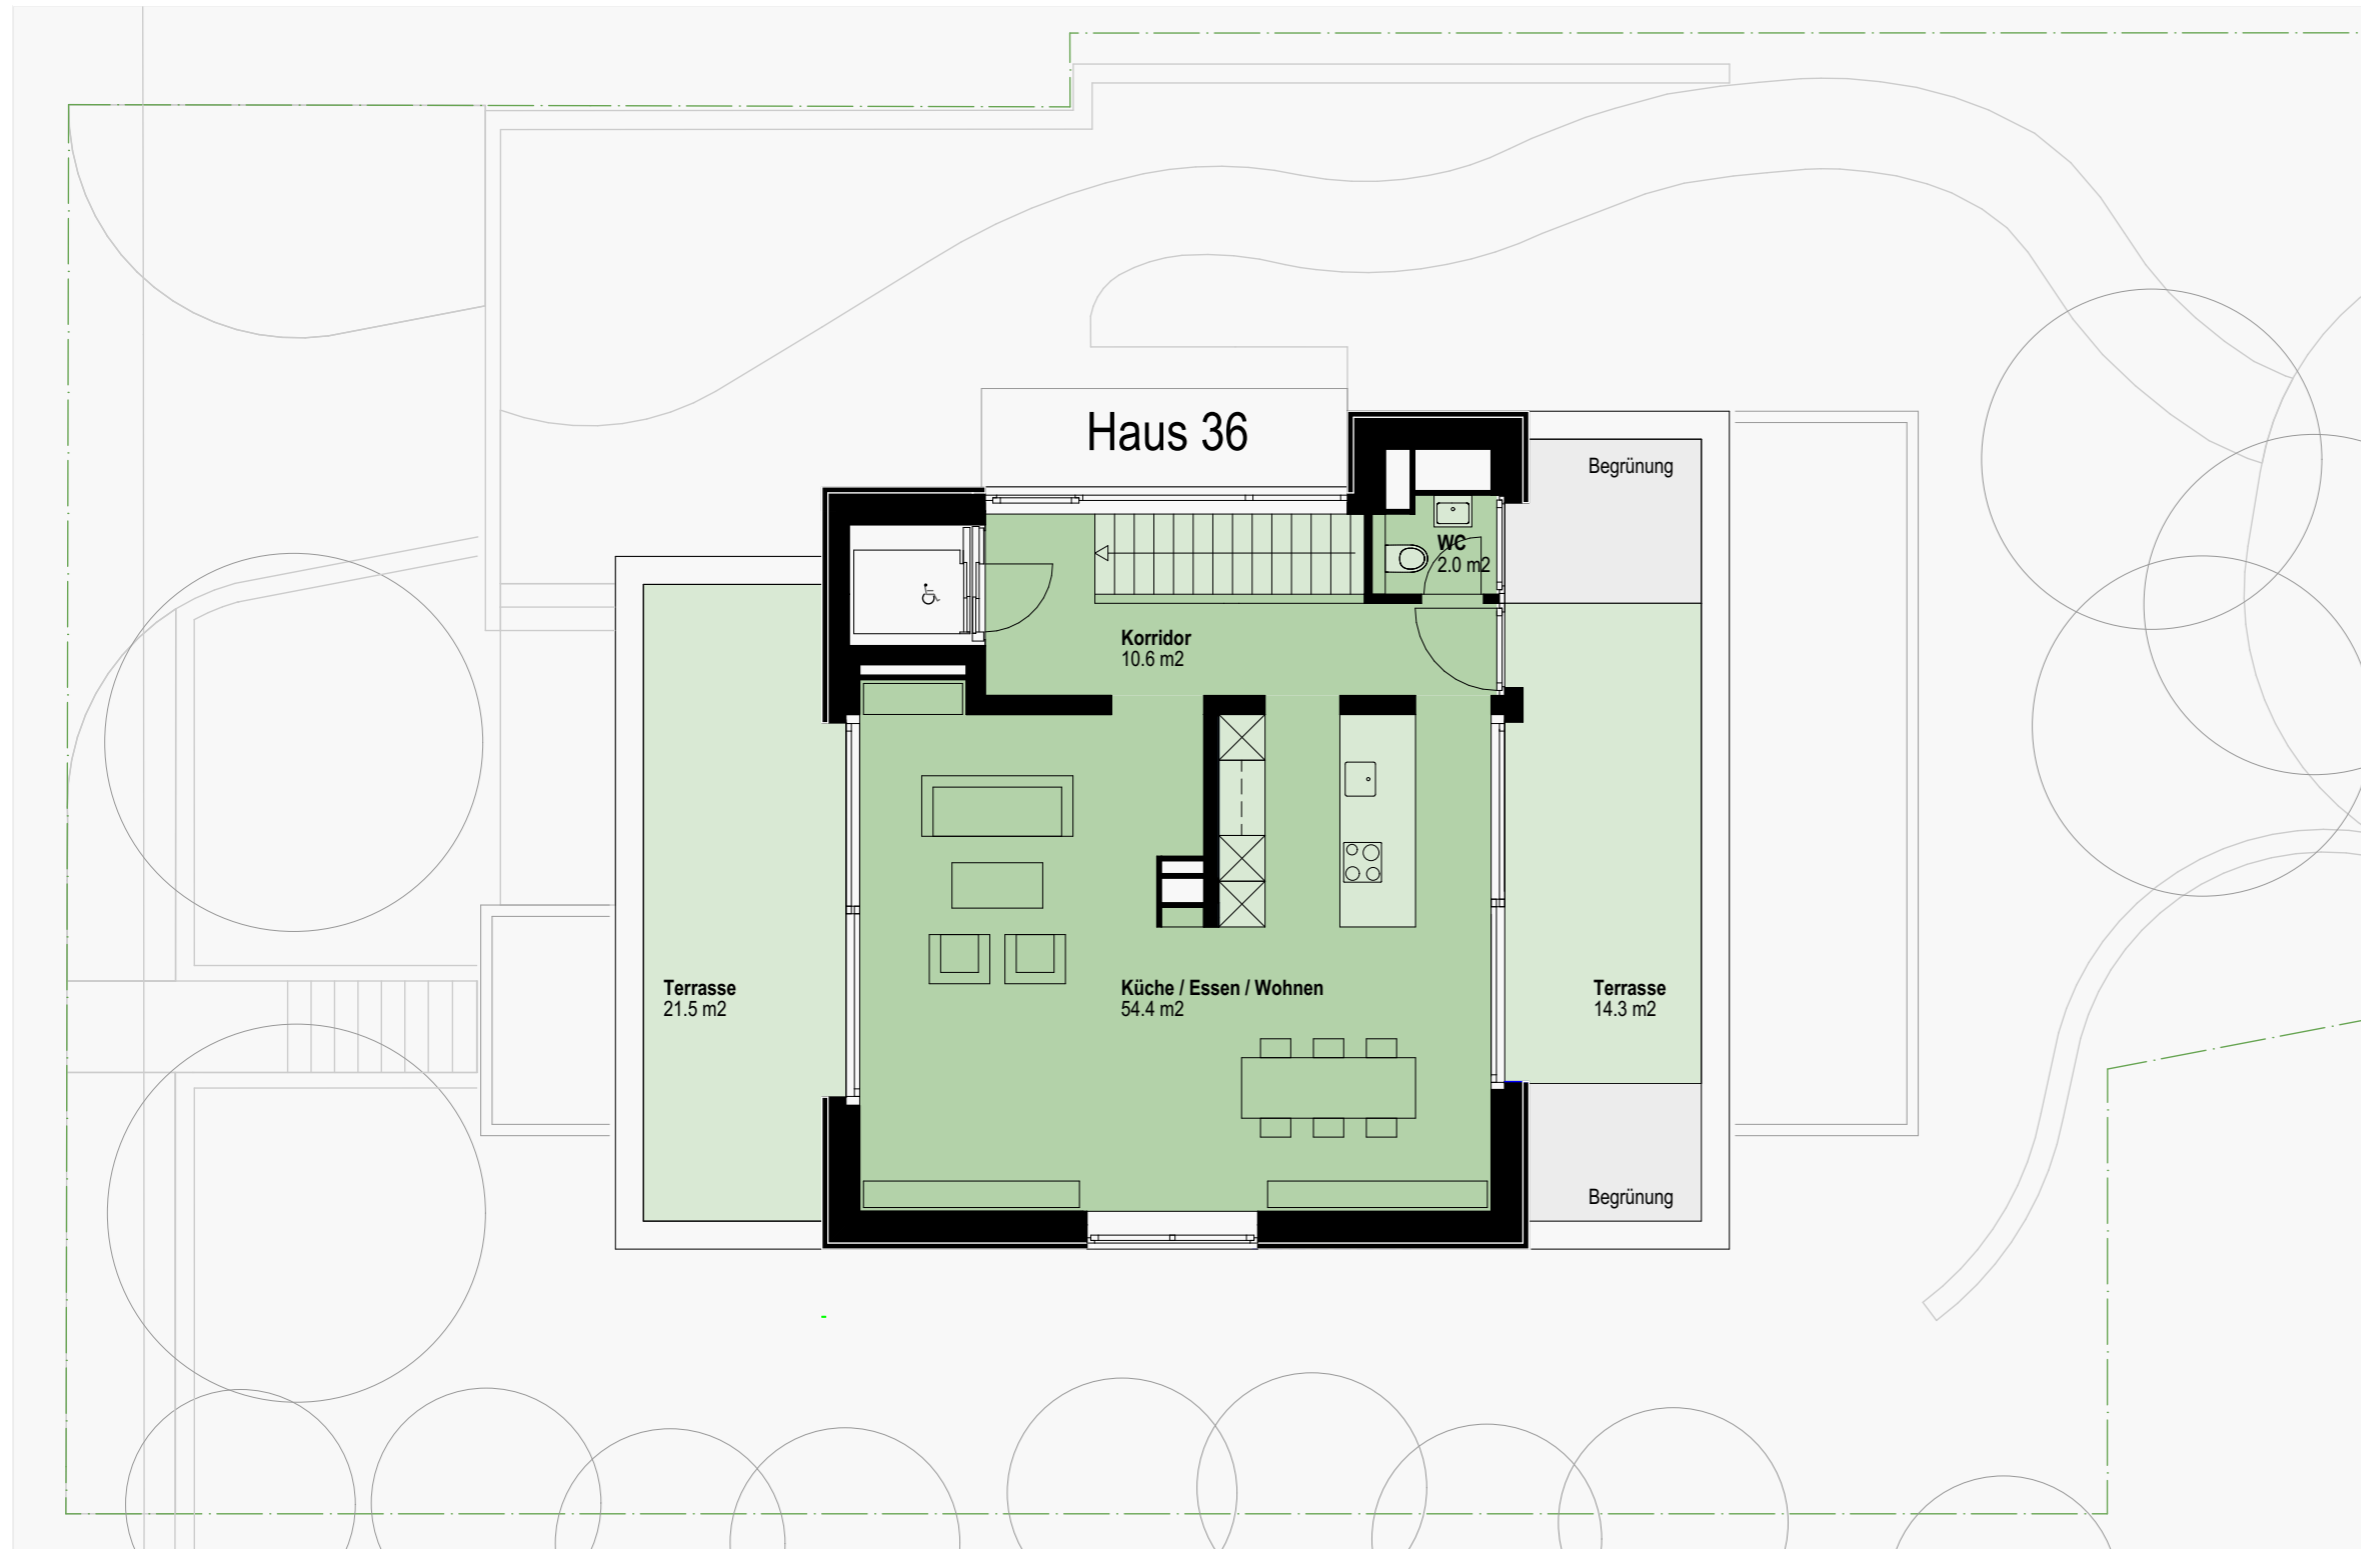 Haus 36
Begrünung
WC
2.0 m2
Korridor
10.6 m2
Terrasse
21.5 m2
Küche / Essen / Wohnen
54.4 m2
Terrasse
14.3 m2
Begrünung